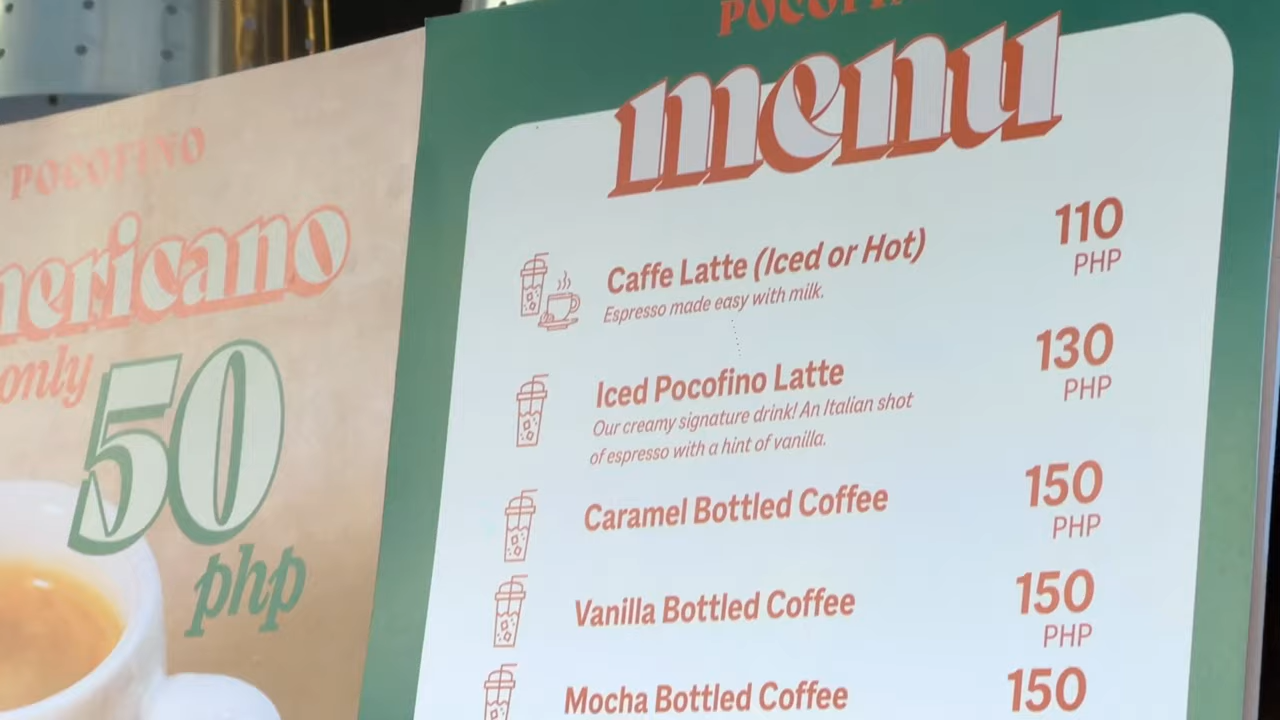 POCOFINO
mericano
only
50
php
POCOFINO
menu
Caffe Latte (Iced or Hot)
110
PHP
Espresso made easy with milk.
Iced Pocofino Latte
130
PHP
Our creamy signature drink! An Italian shot
of espresso with a hint of vanilla.
Caramel Bottled Coffee
150
PHP
Vanilla Bottled Coffee
150
PHP
Mocha Bottled Coffee
150